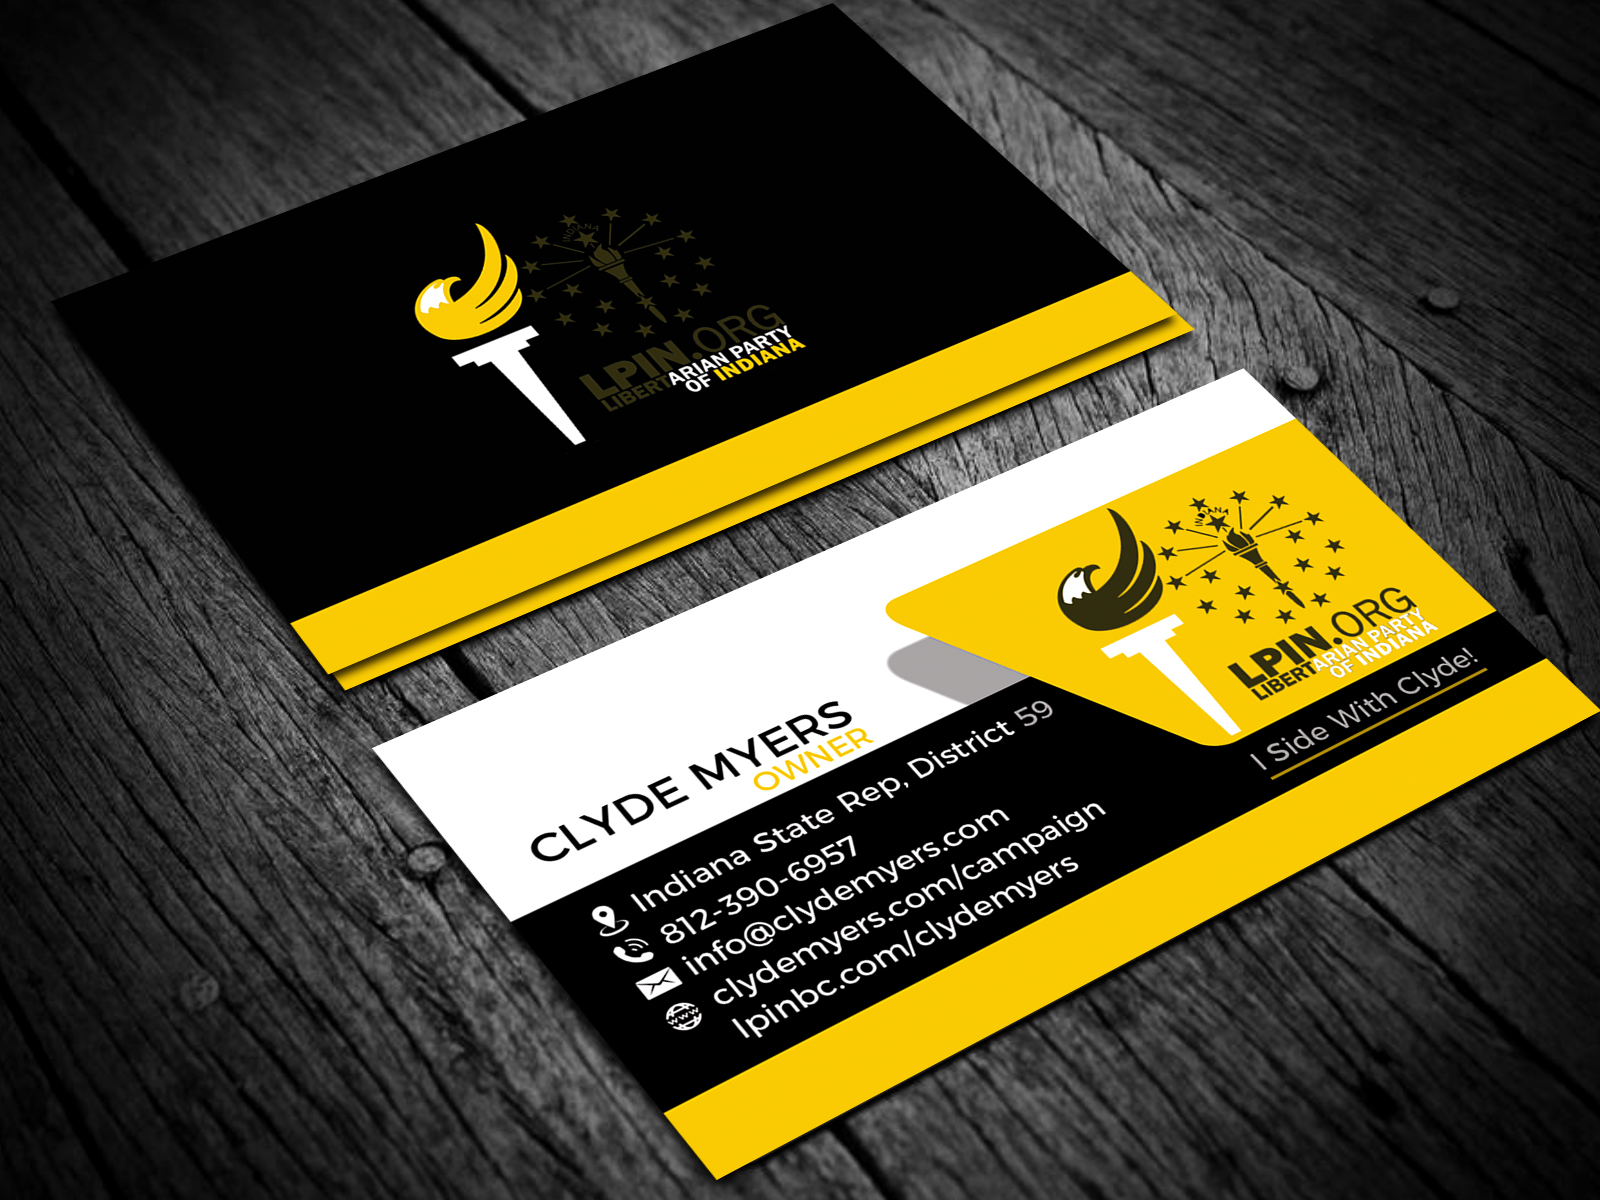 INDIANA
LPIN.ORG
LIBERTARIAN PARTY
OF INDIANA
INDIANA
LPIN.ORG
LIBERTARIAN PARTY
OF INDIANA
I Side With Clyde!
CLYDE MYERS
OWNER
Indiana State Rep, District 59
812-390-6957
info@clydemyers.com
www
clydemyers.com/campaign
lpinbc.com/clydemyers